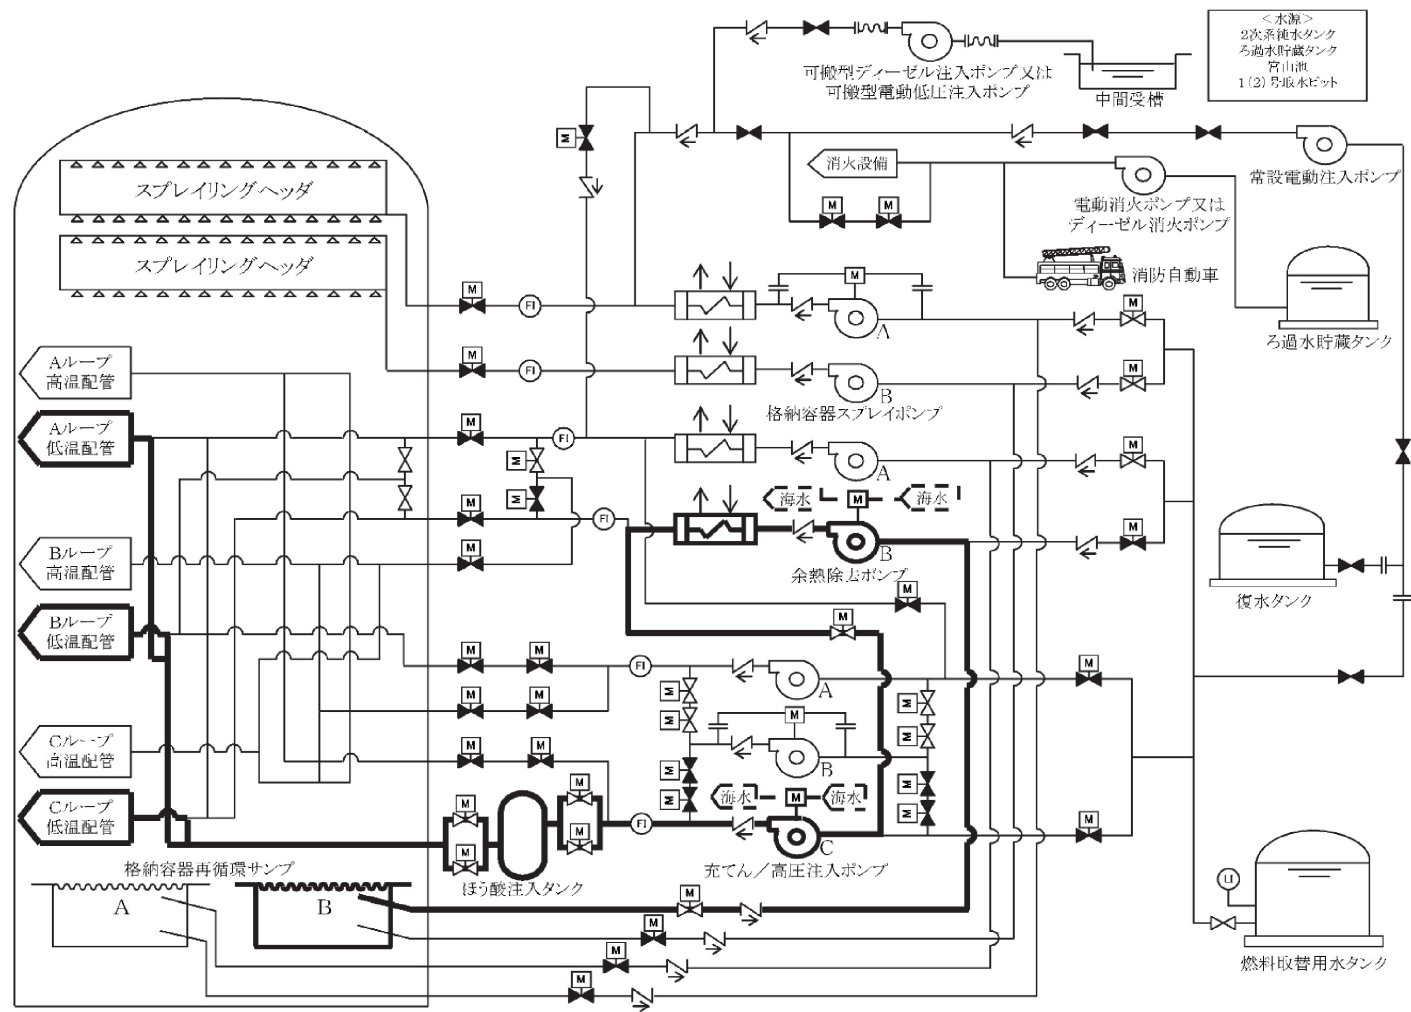 <水源>
2次系純水タンク
ろ過水貯蔵タンク
宮山池
1(2)号取水ピット
可搬型ディーゼル注入ポンプ又は
可搬型電動低圧注入ポンプ
中間受槽
M
消火設備
常設電動注入ポンプ
スプレイリングヘッダ
M
M
電動消火ポンプ又は
ディーゼル消火ポンプ
スプレイリングヘッダ
消防自動車
M
FI
M
A
M
ろ過水貯蔵タンク
Aループ
高温配管
M
FI
B
M
格納容器スプレイポンプ
Aループ
低温配管
M
FI
M
A
M
M
海水
M
海水
M
FI
B
M
余熱除去ポンプ
Bループ
高温配管
M
M
復水タンク
Bループ
低温配管
M
M
M
FI
A
M
M
M
M
M
M
M
M
M
B
Cループ
高温配管
M
M
M
M
M
M
海水
M
海水
Cループ
低温配管
M
M
FI
C
M
M
M
充てん/高圧注入ポンプ
ほう酸注入タンク
格納容器再循環サンプ
A
B
M
M
M
M
LI
燃料取替用水タンク